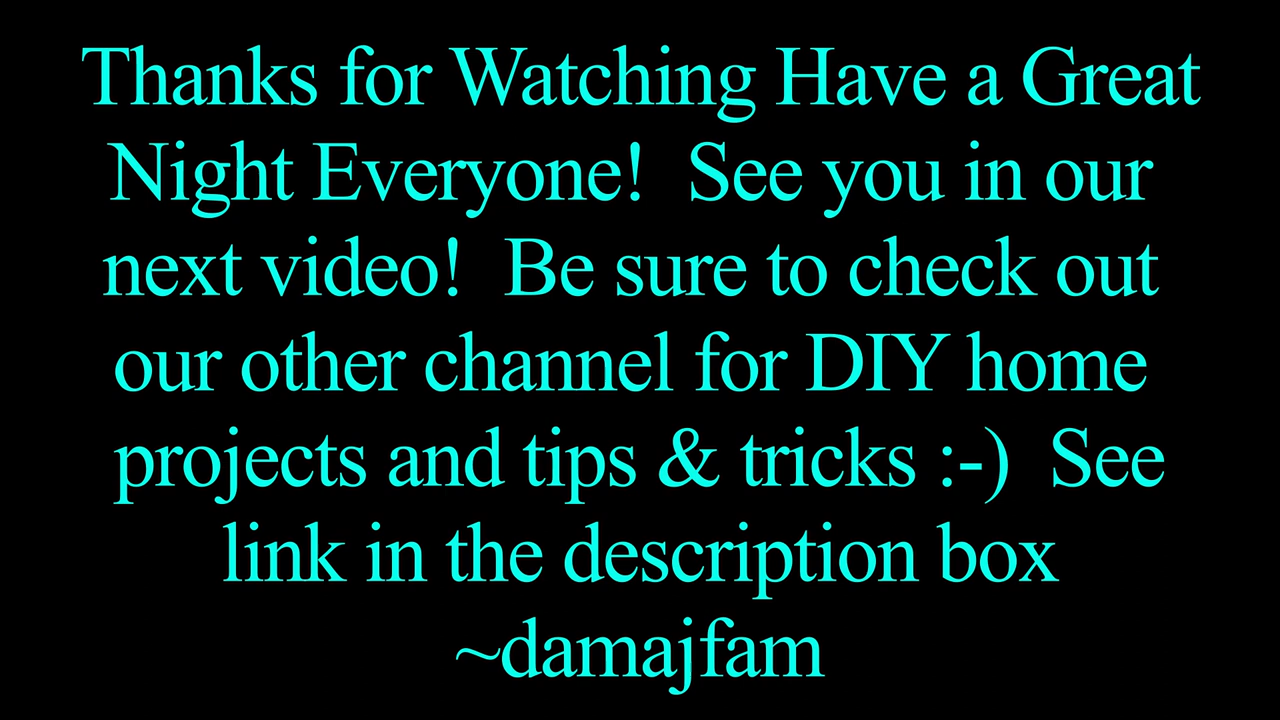 Thanks for Watching Have a Great
Night Everyone!  See you in our
next video!  Be sure to check out
our other channel for DIY home
projects and tips & tricks :-)  See
link in the description box
~damajfam